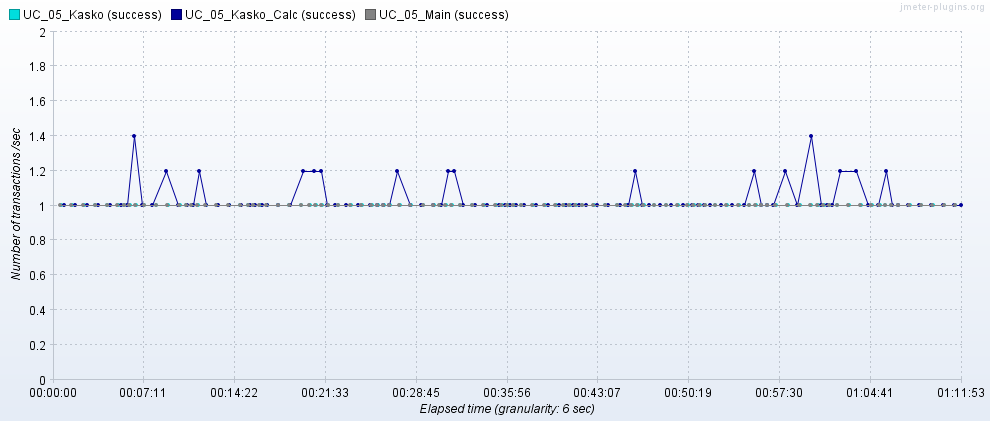 UC_05_Kasko (success) UC_05_Kasko_Calc (success) UC_05_Main (success)
jmeter-plugins.org
2
1.8
1.6
1.4
1.2
1
0.8
0.6
0.4
0.2
0
Number of transactions /sec
00:00:00 00:07:11 00:14:22 00:21:33 00:28:45 00:35:56 00:43:07 00:50:19 00:57:30 01:04:41 01:11:53
Elapsed time (granularity: 6 sec)